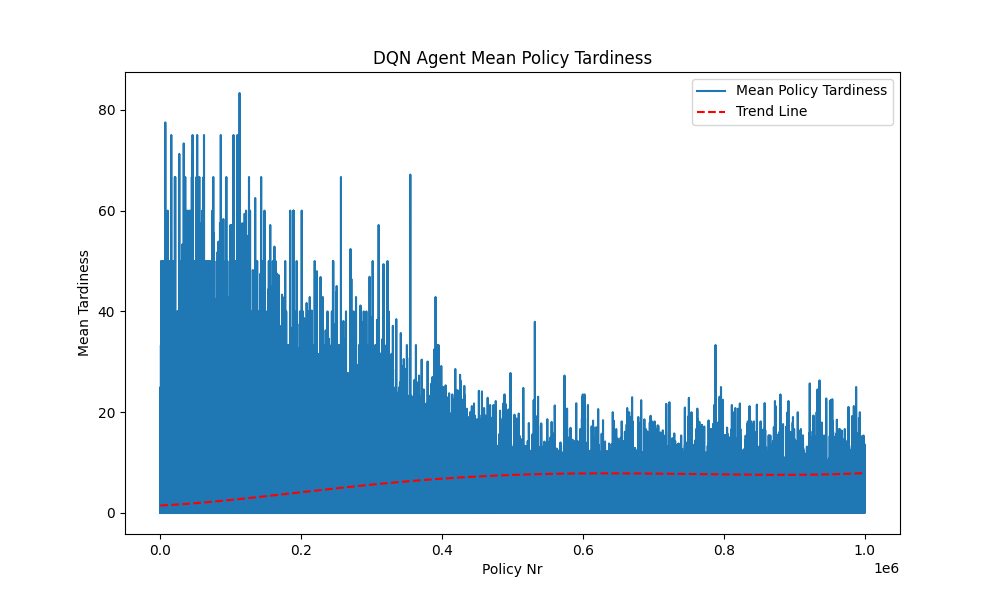 DQN Agent Mean Policy Tardiness
Mean Policy Tardiness
Trend Line
Mean Tardiness
80
60
40
20
0
0.0 0.2 0.4 0.6 0.8 1.0
1e6
Policy Nr